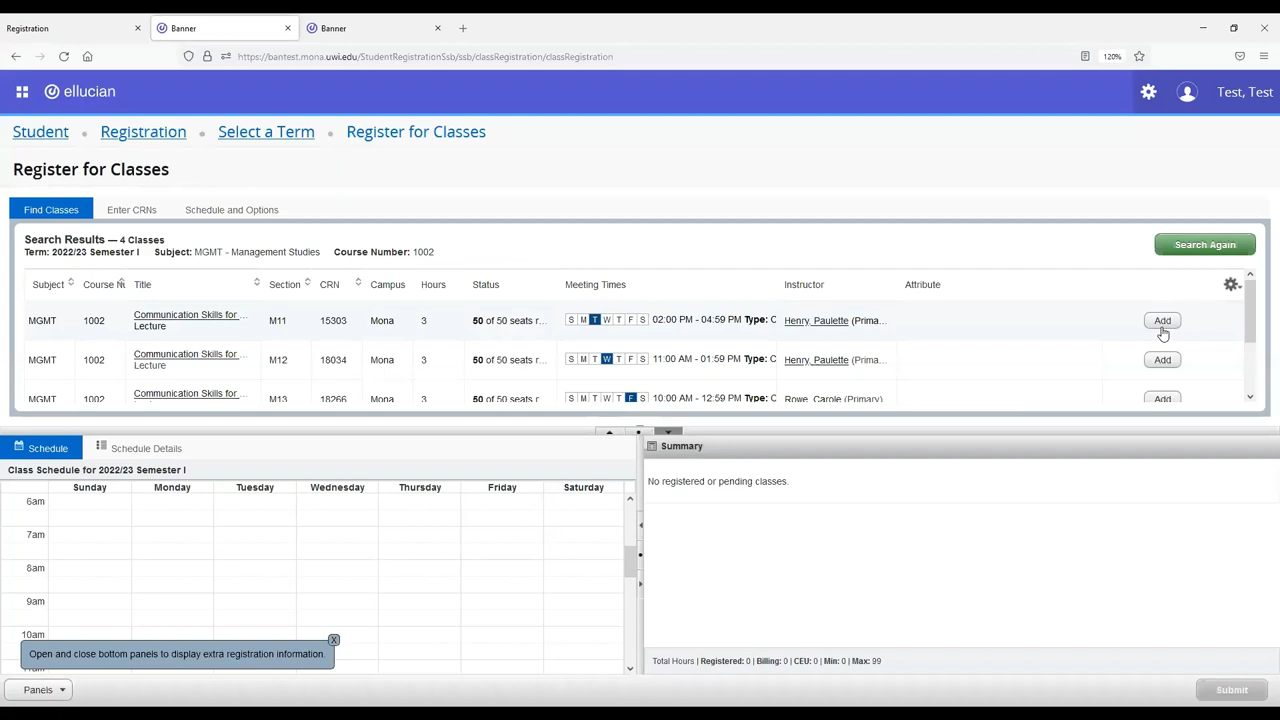 Registration
Banner
Banner
https://bantest.mona.uwi.edu/StudentRegistrationSsb/ssb/classRegistration/classRegistration
120%
ellucian
Test, Test
Student • Registration • Select a Term • Register for Classes
Register for Classes
Find Classes
Enter CRNs
Schedule and Options
Search Results — 4 Classes
Term: 2022/23 Semester I Subject: MGMT - Management Studies Course Number: 1002
Search Again
Subject Course Nu Title Section CRN Campus Hours Status Meeting Times Instructor Attribute
MGMT 1002 Communication Skills for ... M11 15303 Mona 3 50 of 50 seats r... S M T W T F S 02:00 PM - 04:59 PM Type: C Henry, Paulette (Prima... Add
Lecture
MGMT 1002 Communication Skills for ... M12 18034 Mona 3 50 of 50 seats r... S M T W T F S 11:00 AM - 01:59 PM Type: C Henry, Paulette (Prima... Add
Lecture
MGMT 1002 Communication Skills for ... M13 18266 Mona 3 50 of 50 seats r... S M T W T F S 10:00 AM - 12:59 PM Type: C Rowe, Carole (Primary) Add
Schedule
Schedule Details
Class Schedule for 2022/23 Semester I
Sunday Monday Tuesday Wednesday Thursday Friday Saturday
6am
7am
8am
9am
10am
Open and close bottom panels to display extra registration information.
X
Summary
No registered or pending classes.
Total Hours | Registered: 0 | Billing: 0 | CEU: 0 | Min: 0 | Max: 99
Panels
Submit